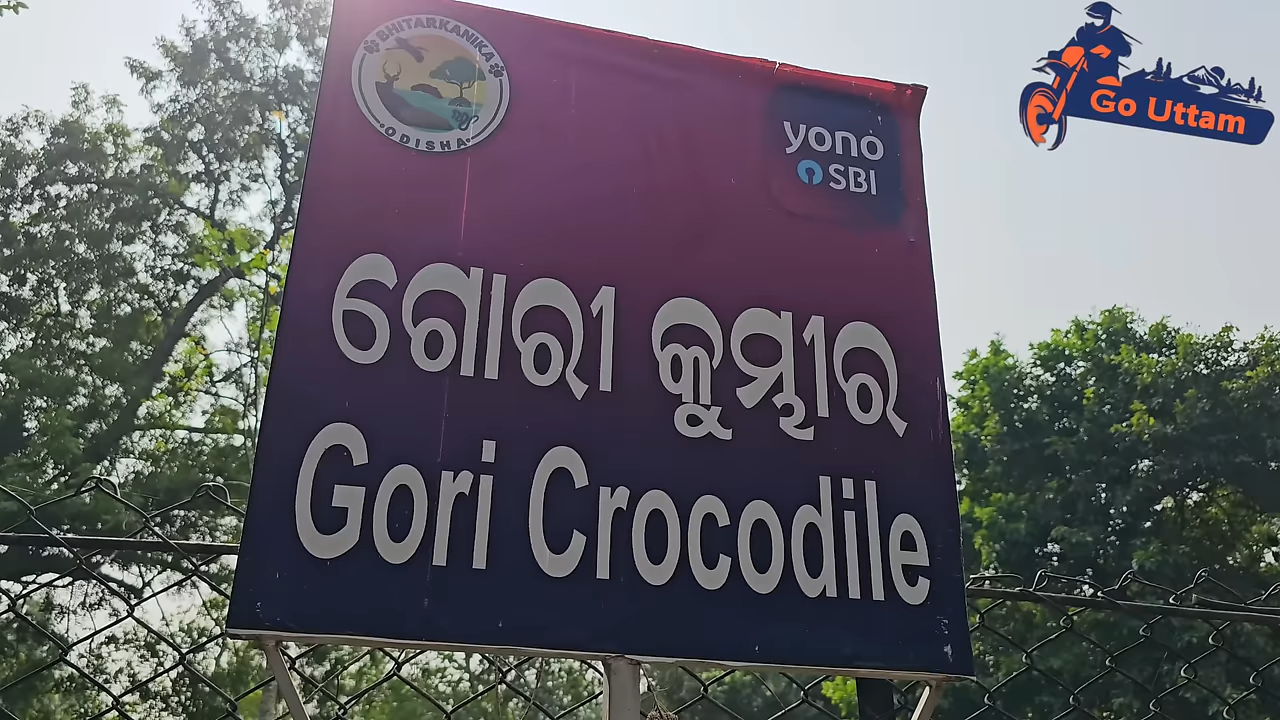 BHITARKANIKA
ODISHA
yono
SBI
Go Uttam
ଗୋରୀ କୁମ୍ଭୀର
Gori Crocodile